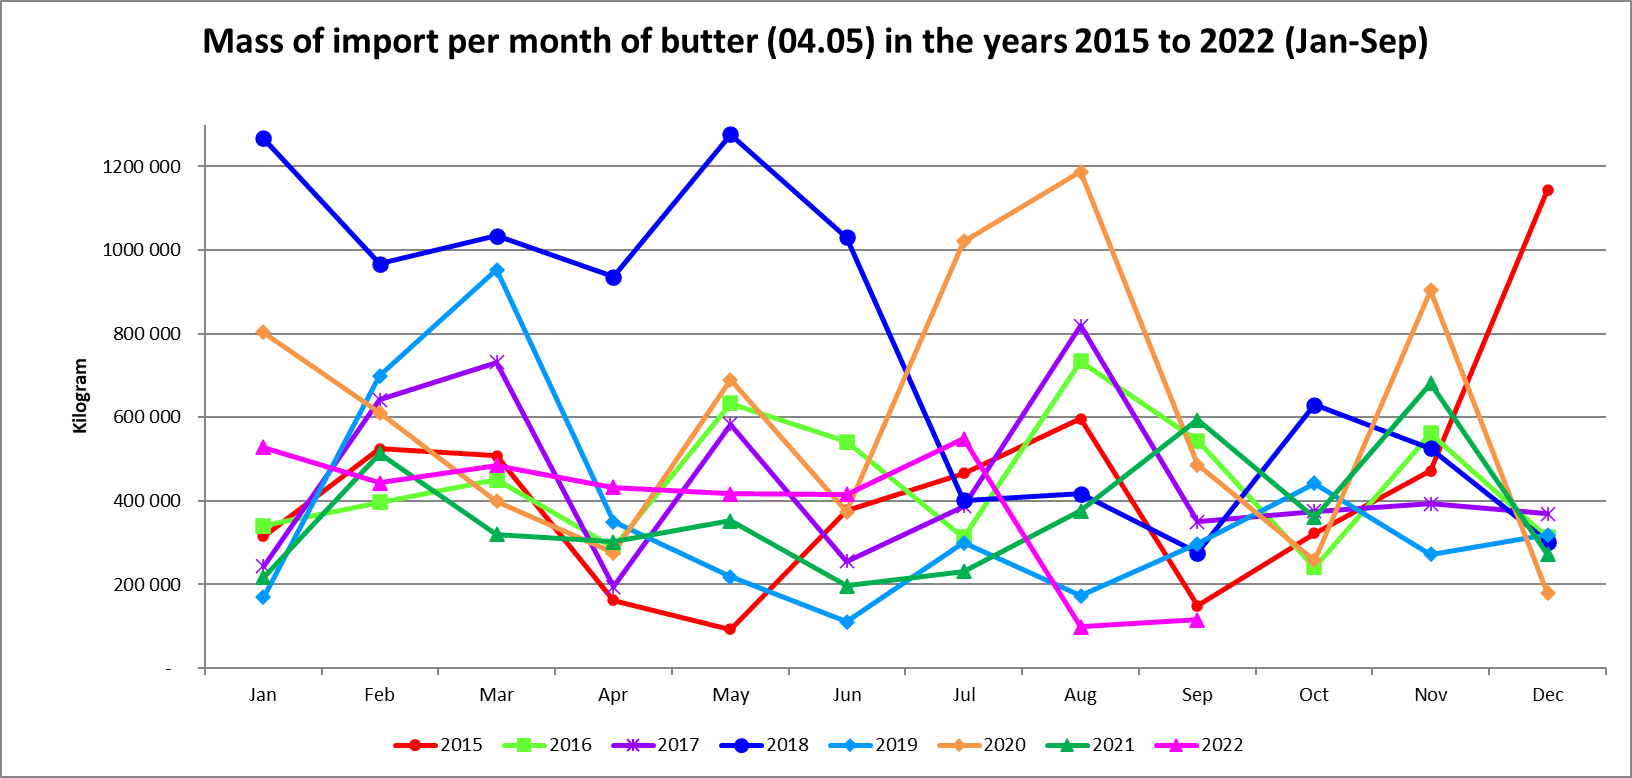 Mass of import per month of butter (04.05) in the years 2015 to 2022 (Jan-Sep)
Kilogram
1200 000
1000 000
800 000
600 000
400 000
200 000
-
Jan Feb Mar Apr May Jun Jul Aug Sep Oct Nov Dec
2015 2016 2017 2018 2019 2020 2021 2022